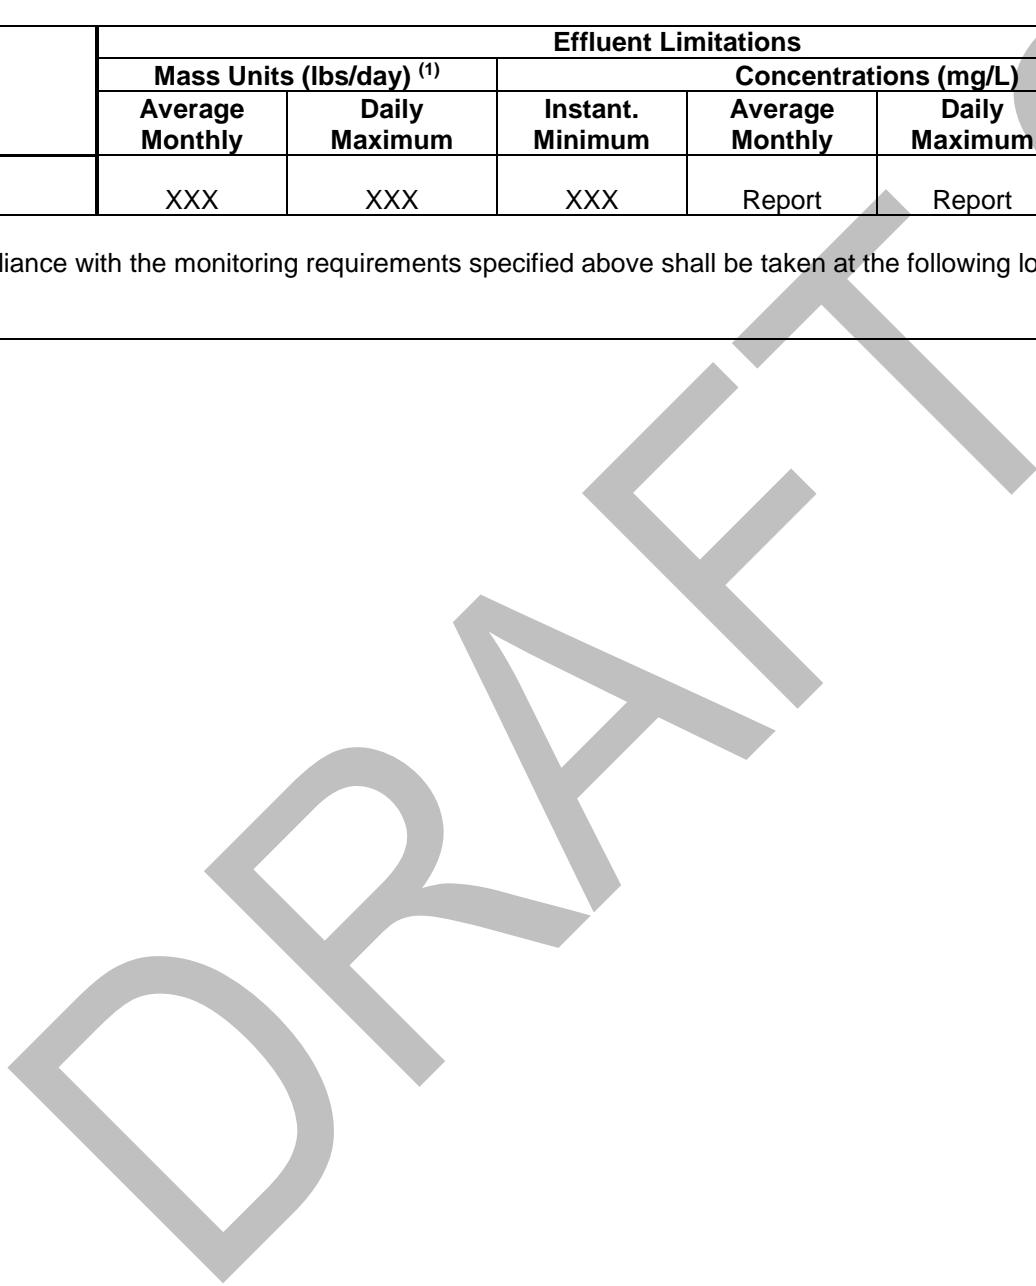 Effluent Limitations
Mass Units (lbs/day) (1) Concentrations (mg/L)
Average Monthly Daily Maximum Instant. Minimum Average Monthly Daily Maximum
XXX XXX XXX Report Report
liance with the monitoring requirements specified above shall be taken at the following lo
DRAFT